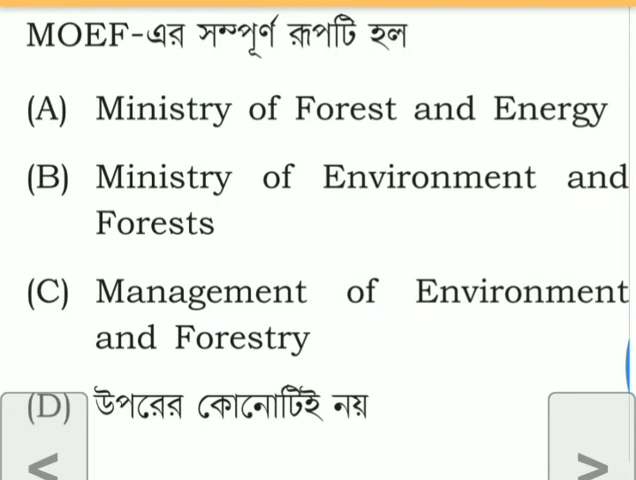 MOEF-এর সম্পূর্ণ রূপটি হল
(A) Ministry of Forest and Energy
(B) Ministry of Environment and
Forests
(C) Management of Environment
and Forestry
(D) উপরের কোনোটিই নয়
< >